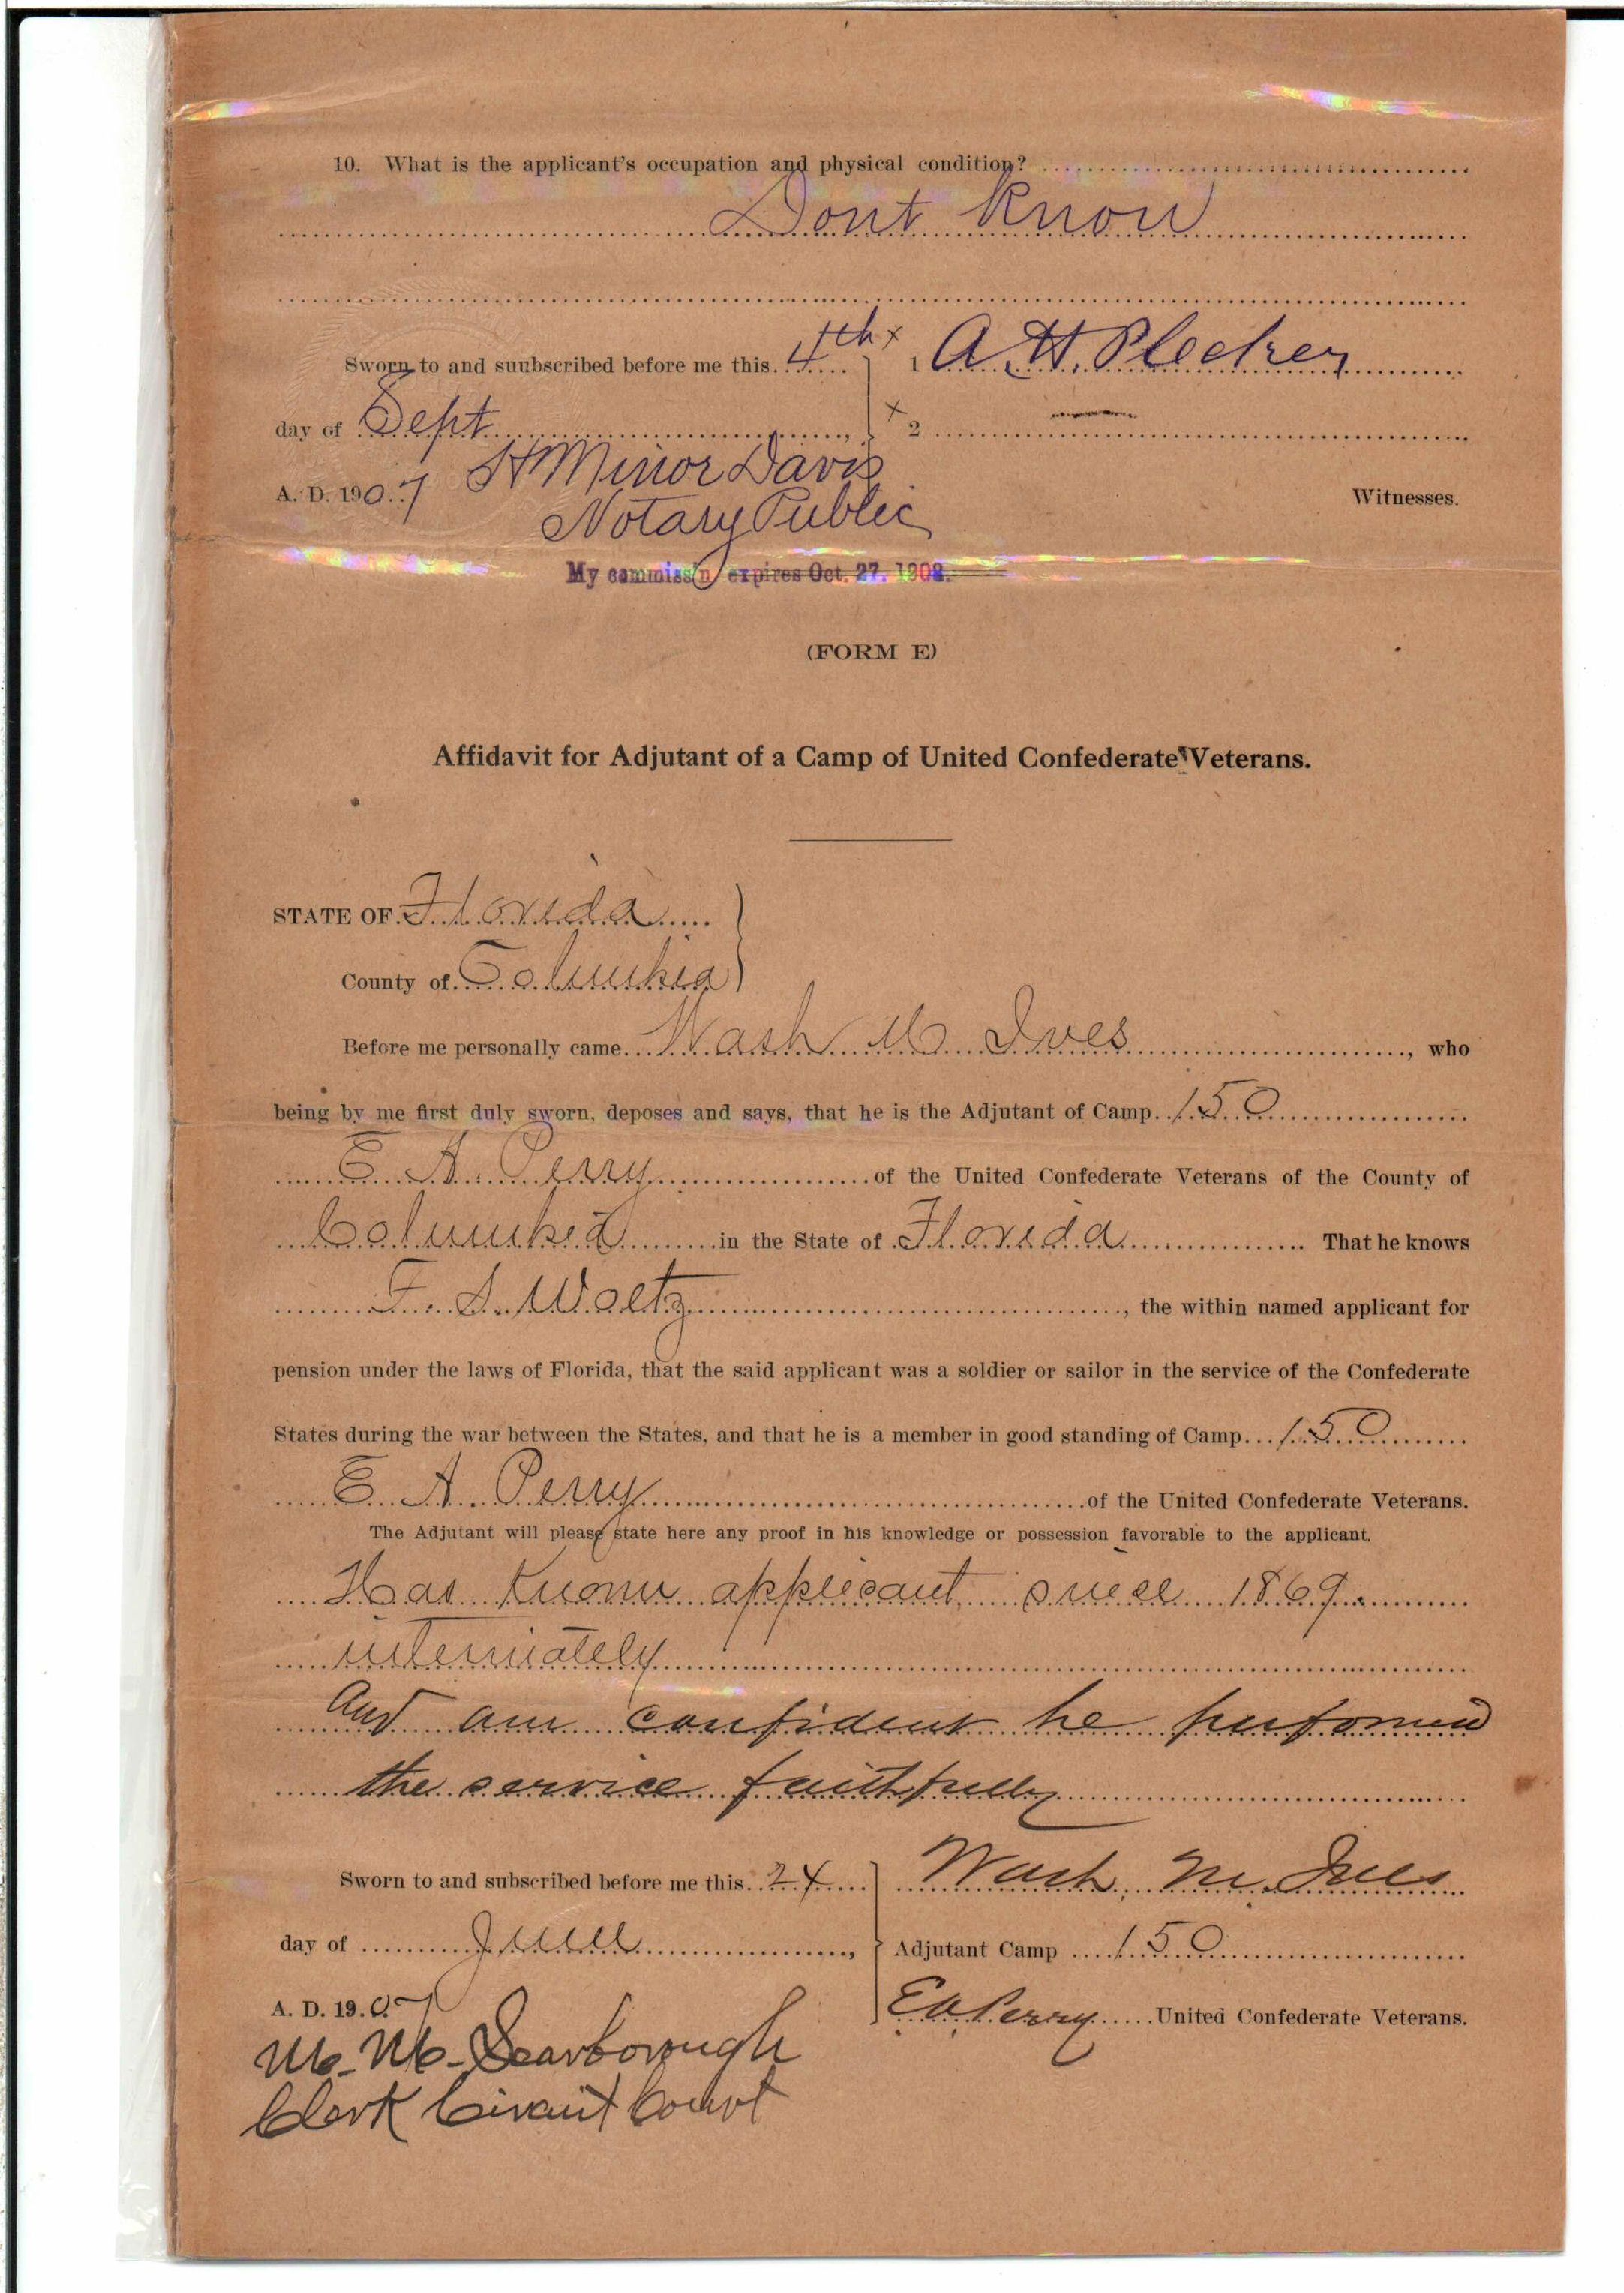 10. What is the applicant's occupation and physical condition?
Dont Know
Sworn to and suubscribed before me this 4th x 1 A. H. Plecker
day of Sept, x 2
A. D. 1907 H Minor Davis Witnesses.
Notary Public
My commiss'n expires Oct. 27. 1908.
(FORM E)
Affidavit for Adjutant of a Camp of United Confederate Veterans.
STATE OF Florida
County of Columbia
Before me personally came Wash M Ives, who
being by me first duly sworn, deposes and says, that he is the Adjutant of Camp 150
E A. Perry of the United Confederate Veterans of the County of
Columbia in the State of Florida. That he knows
F. S. Waltz, the within named applicant for
pension under the laws of Florida, that the said applicant was a soldier or sailor in the service of the Confederate
States during the war between the States, and that he is a member in good standing of Camp 150
E. A. Perry of the United Confederate Veterans.
The Adjutant will please state here any proof in his knowledge or possession favorable to the applicant.
Has Known applicant since 1869.
internately
And am confident he perfomed
the service faithfully
Sworn to and subscribed before me this 24 Wash. M. Ives
day of June, Adjutant Camp 150
A. D. 1907 E A Perry United Confederate Veterans.
M. M. Scarborough
Clerk Circuit Court